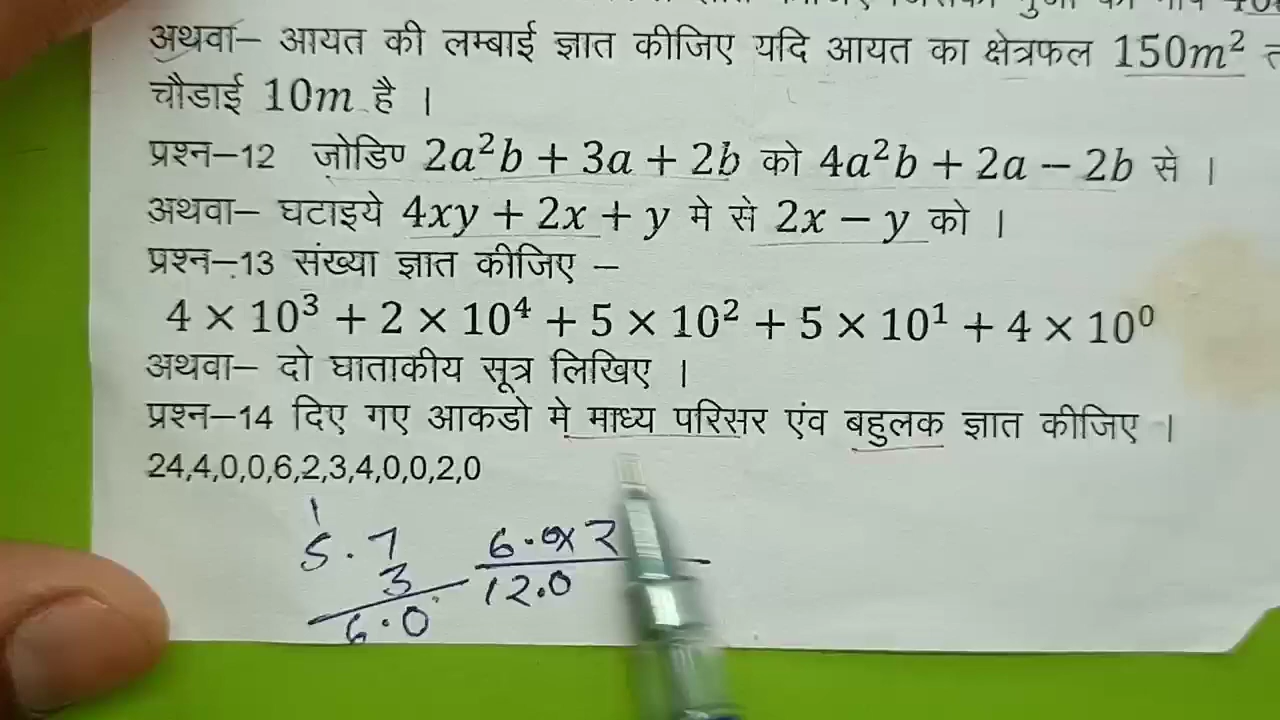 अथवा– आयत की लम्बाई ज्ञात कीजिए यदि आयत का क्षेत्रफल 150m²
चौडाई 10m है ।
प्रश्न–12 जोडिए 2a²b + 3a + 2b को 4a²b + 2a − 2b से ।
अथवा– घटाइये 4xy + 2x + y मे से 2x − y को ।
प्रश्न–13 संख्या ज्ञात कीजिए –
4 × 10³ + 2 × 10⁴ + 5 × 10² + 5 × 10¹ + 4 × 10⁰
अथवा– दो घाताकीय सूत्र लिखिए ।
प्रश्न–14 दिए गए आकडो मे माध्य परिसर एंव बहुलक ज्ञात कीजिए ।
24,4,0,0,6,2,3,4,0,0,2,0
1
5.7 6.0x2
3 12.0
6.0